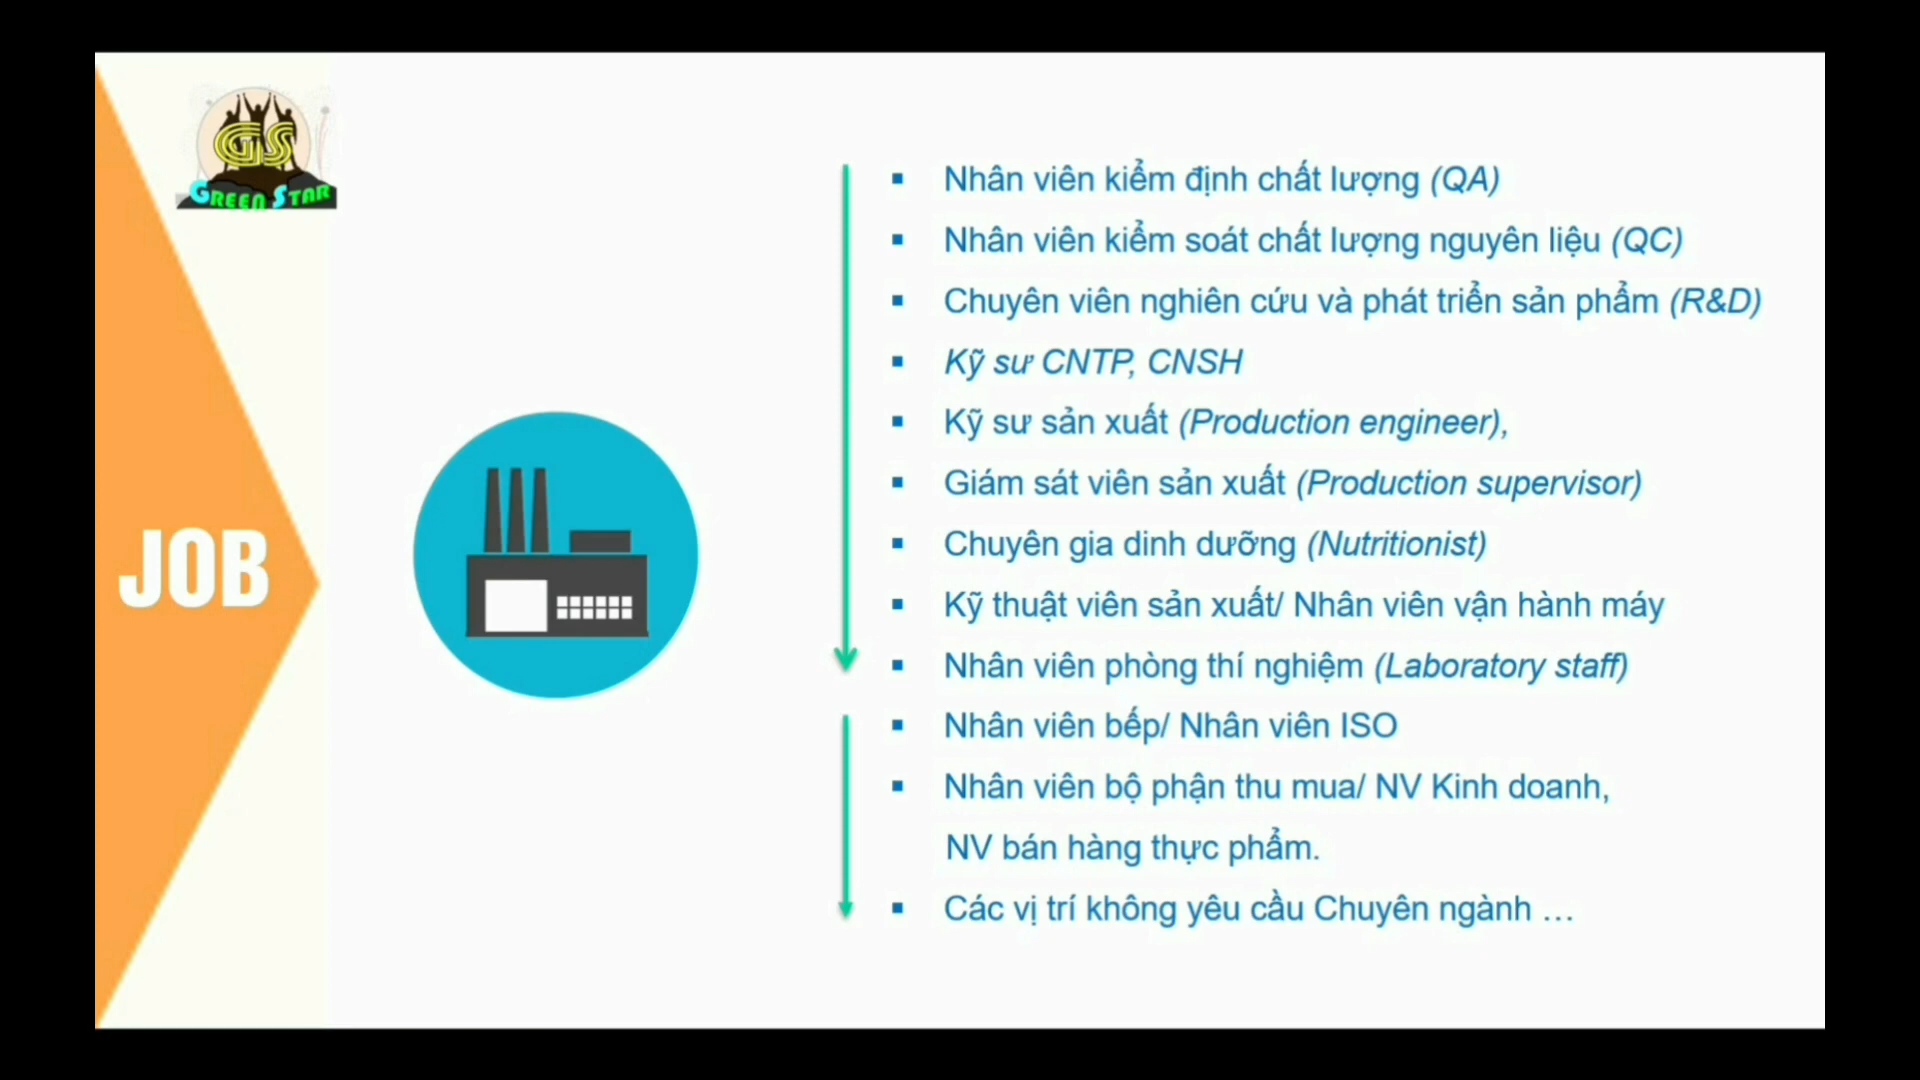 GS
GREEN STAR
JOB
▪ Nhân viên kiểm định chất lượng (QA)
▪ Nhân viên kiểm soát chất lượng nguyên liệu (QC)
▪ Chuyên viên nghiên cứu và phát triển sản phẩm (R&D)
▪ Kỹ sư CNTP, CNSH
▪ Kỹ sư sản xuất (Production engineer),
▪ Giám sát viên sản xuất (Production supervisor)
▪ Chuyên gia dinh dưỡng (Nutritionist)
▪ Kỹ thuật viên sản xuất/ Nhân viên vận hành máy
▪ Nhân viên phòng thí nghiệm (Laboratory staff)
▪ Nhân viên bếp/ Nhân viên ISO
▪ Nhân viên bộ phận thu mua/ NV Kinh doanh,
NV bán hàng thực phẩm.
▪ Các vị trí không yêu cầu Chuyên ngành …